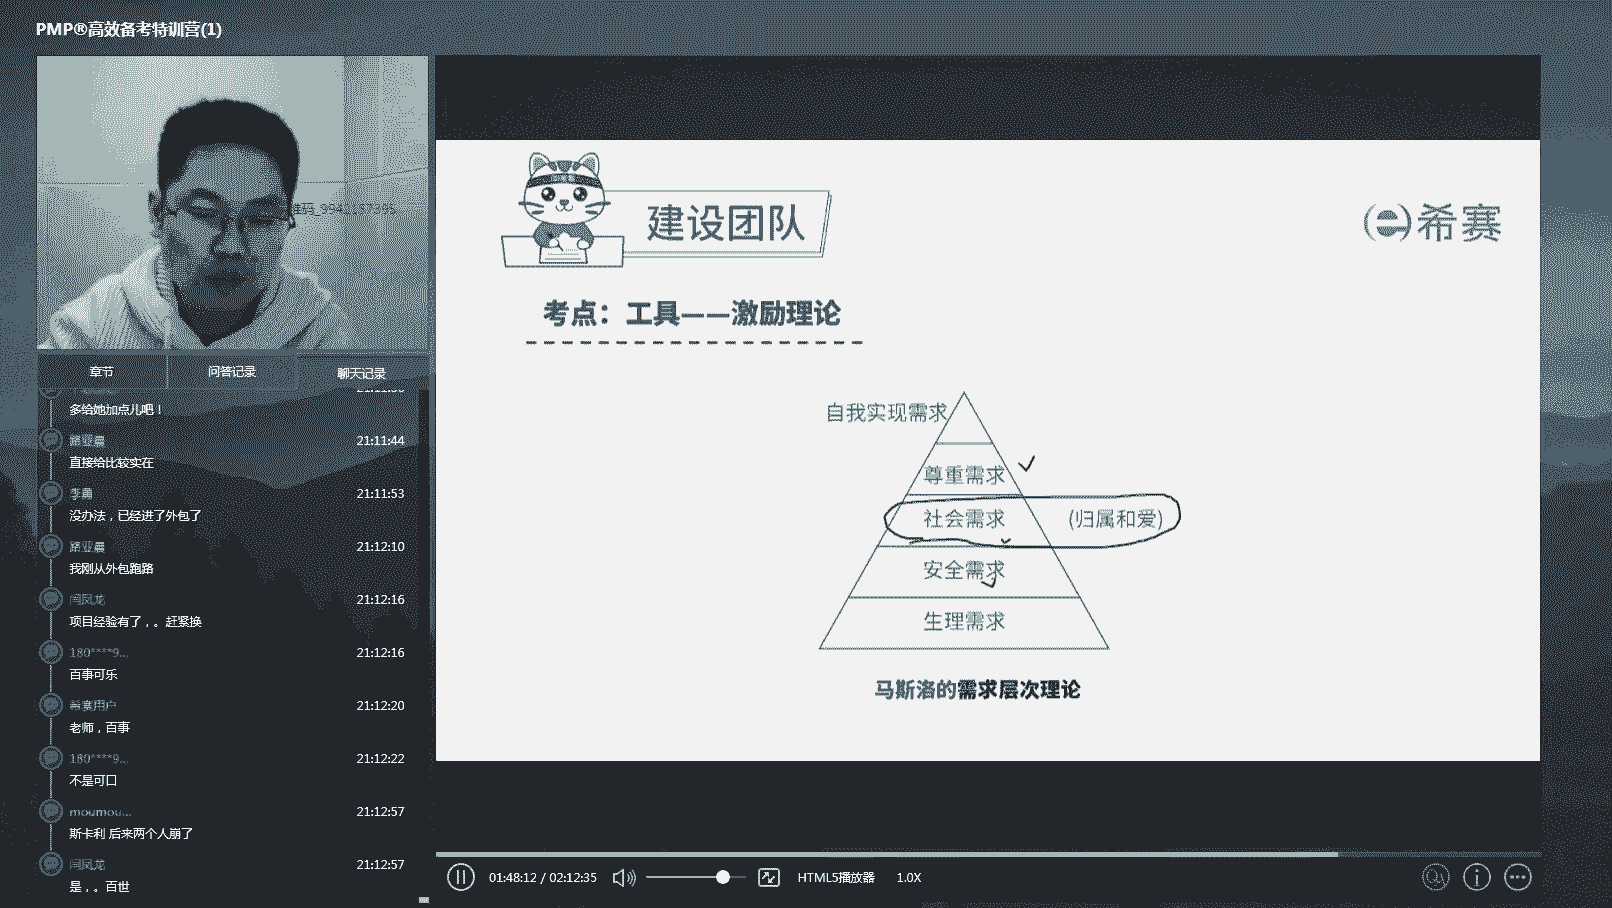 PMP®高效备考特训营(1)
章节
问答记录
聊天记录
多给她加点儿吧！
路亚晨
21:11:44
直接给比较实在
李勇
21:11:53
没办法，已经进了外包了
路亚晨
21:12:10
我刚从外包跑路
闫凤龙
21:12:16
项目经验有了，。赶紧换
180****9...
21:12:16
百事可乐
希赛用户
21:12:20
老师，百事
180****9...
21:12:22
不是可口
moumou...
21:12:57
斯卡利 后来两个人崩了
闫凤龙
21:12:57
是，。百世
建设团队
希赛
考点：工具——激励理论
自我实现需求
尊重需求
社会需求 (归属和爱)
安全需求
生理需求
马斯洛的需求层次理论
01:48:12 / 02:12:35
HTML5播放器
1.0X